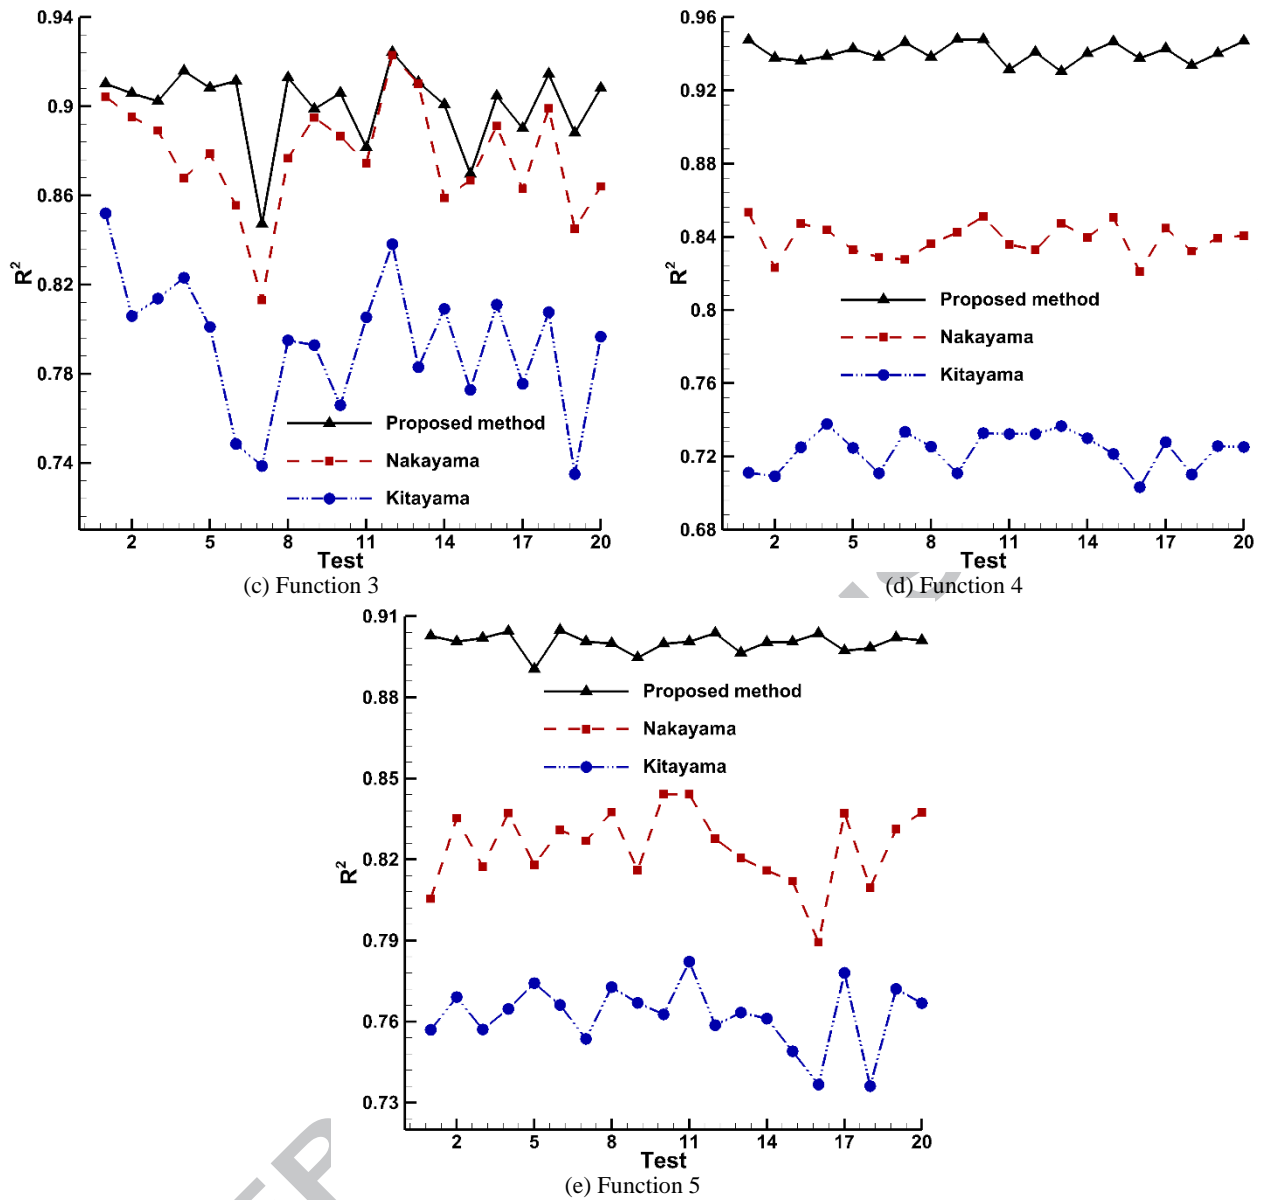 0.94
0.9
0.86
0.82
0.78
0.74
R²
Proposed method
Nakayama
Kitayama
2 5 8 11 14 17 20
Test
(c) Function 3
0.96
0.92
0.88
0.84
0.8
0.76
0.72
0.68
R²
Proposed method
Nakayama
Kitayama
2 5 8 11 14 17 20
Test
(d) Function 4
0.91
0.88
0.85
0.82
0.79
0.76
0.73
R²
Proposed method
Nakayama
Kitayama
2 5 8 11 14 17 20
Test
(e) Function 5